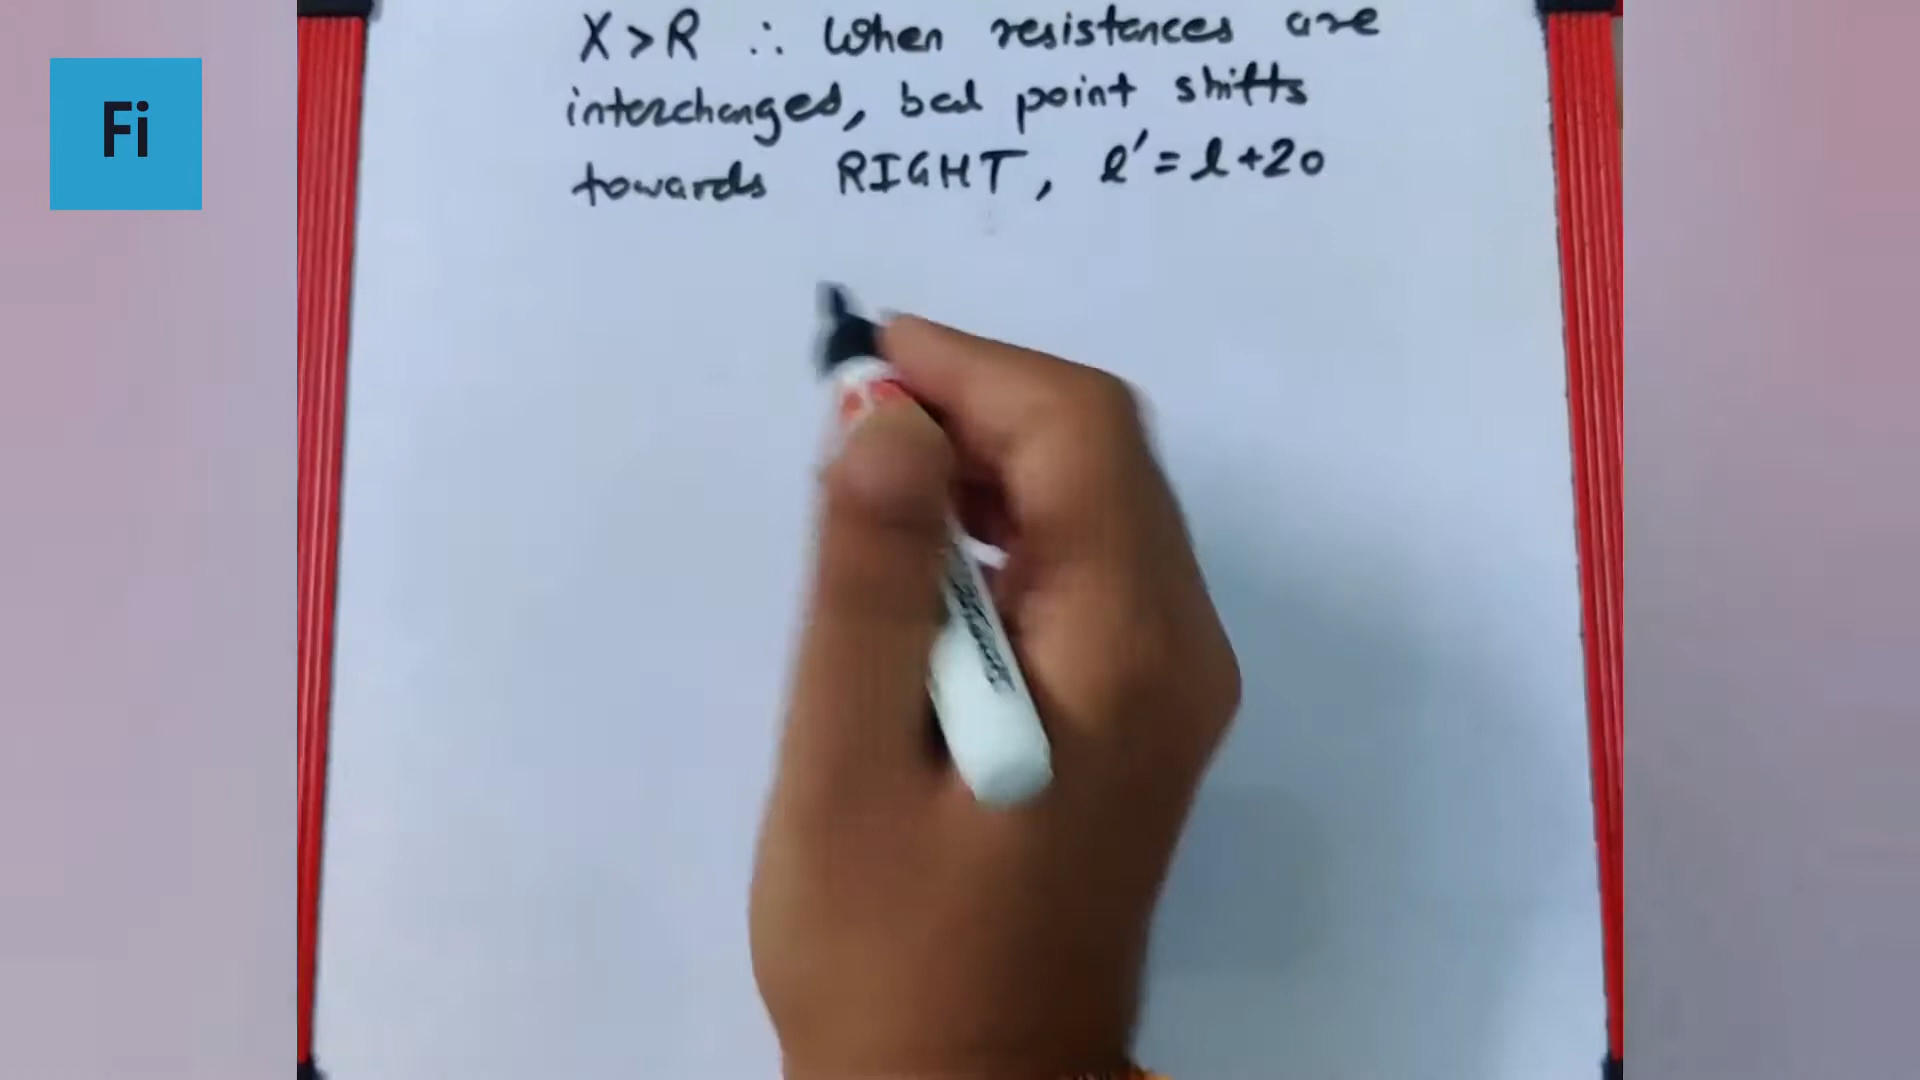 Fi
X > R ∴ When resistances are
interchanged, bal point shifts
towards RIGHT, l' = l + 20